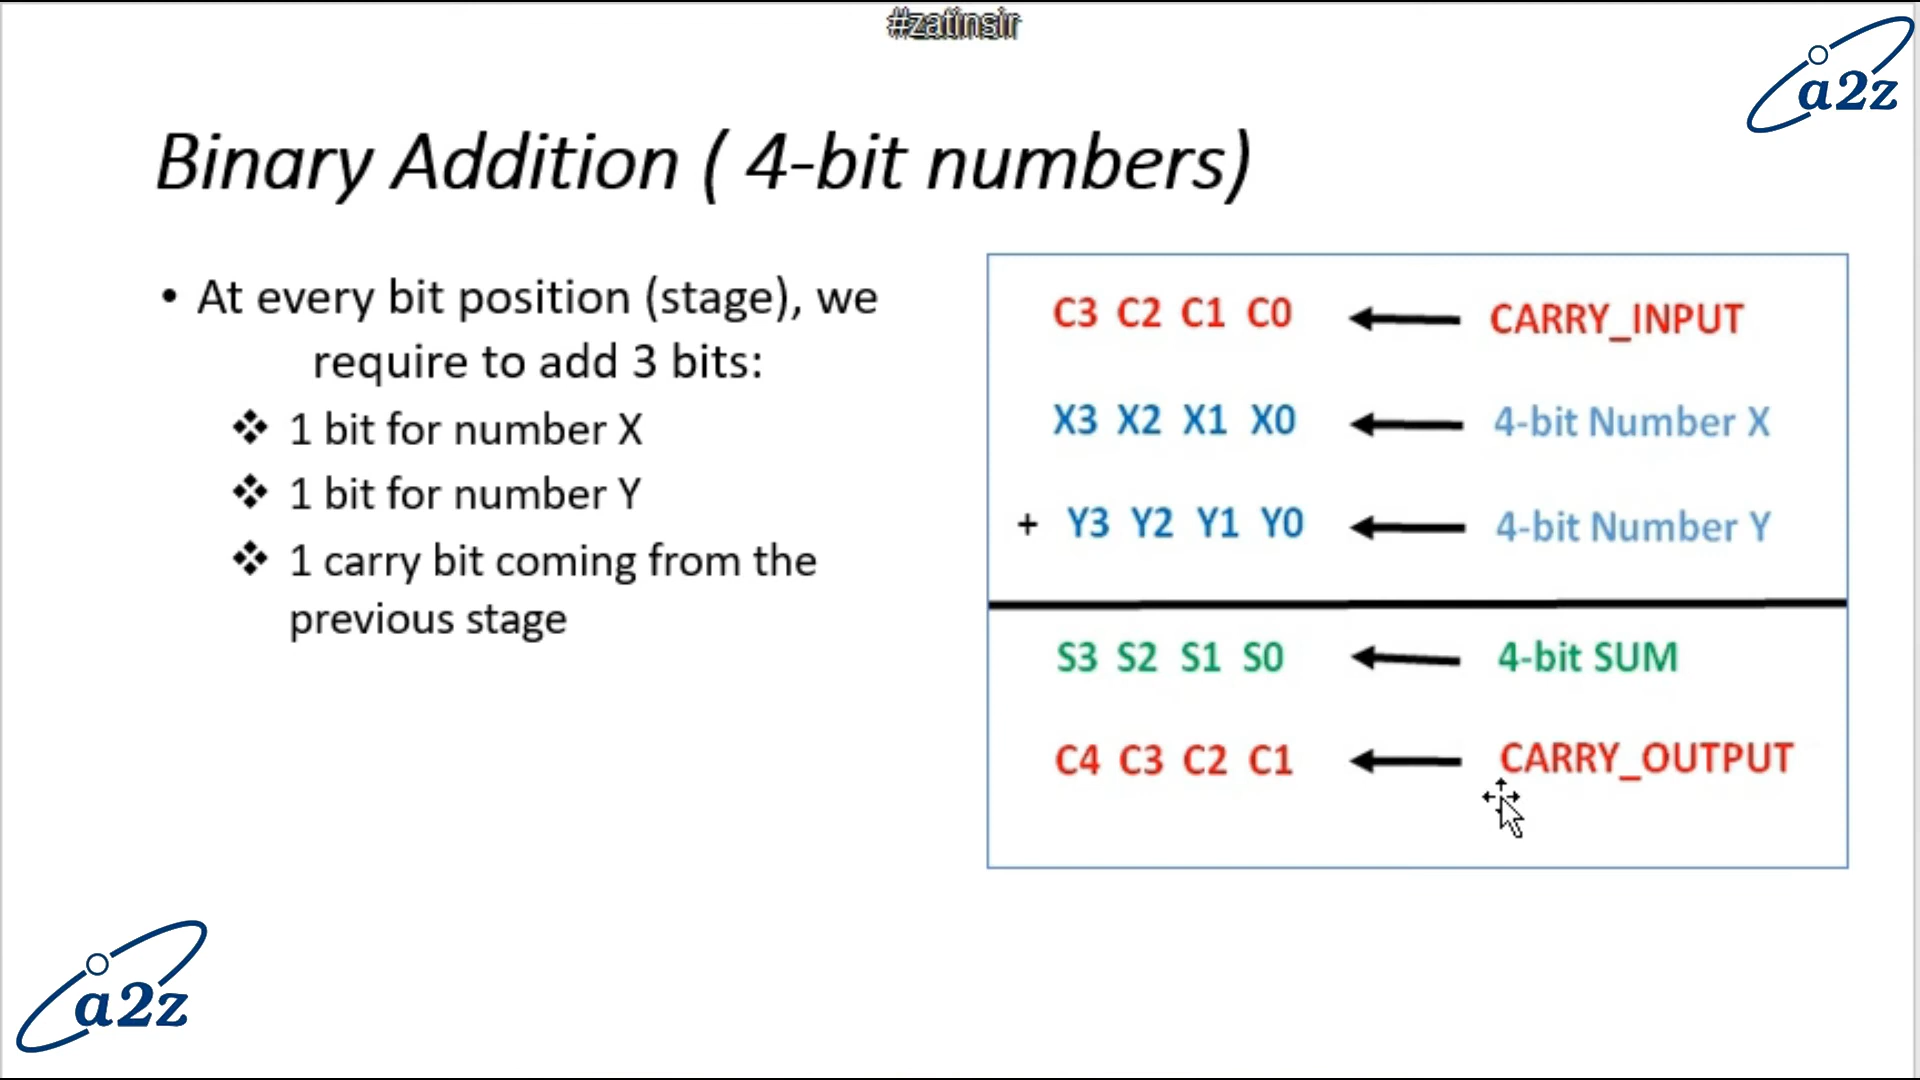 #zatinsir
a2z
Binary Addition ( 4-bit numbers)
• At every bit position (stage), we
require to add 3 bits:
❖ 1 bit for number X
❖ 1 bit for number Y
❖ 1 carry bit coming from the
previous stage
C3 C2 C1 C0 CARRY_INPUT
X3 X2 X1 X0 4-bit Number X
+ Y3 Y2 Y1 Y0 4-bit Number Y
S3 S2 S1 S0 4-bit SUM
C4 C3 C2 C1 CARRY_OUTPUT
a2z